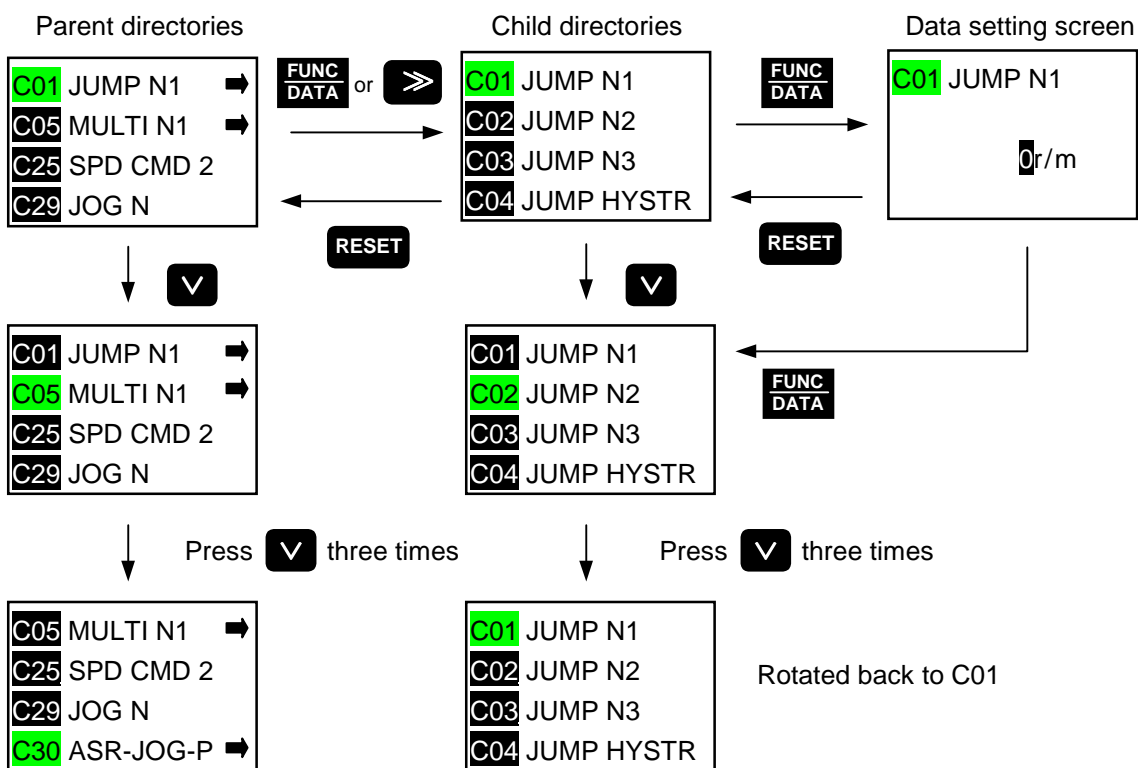 Parent directories
Child directories
Data setting screen
C01 JUMP N1
C05 MULTI N1
C25 SPD CMD 2
C29 JOG N
FUNC
DATA or
C01 JUMP N1
C02 JUMP N2
C03 JUMP N3
C04 JUMP HYSTR
FUNC
DATA
C01 JUMP N1
0r/m
RESET
RESET
C01 JUMP N1
C05 MULTI N1
C25 SPD CMD 2
C29 JOG N
C01 JUMP N1
C02 JUMP N2
C03 JUMP N3
C04 JUMP HYSTR
FUNC
DATA
Press three times
Press three times
C05 MULTI N1
C25 SPD CMD 2
C29 JOG N
C30 ASR-JOG-P
C01 JUMP N1
C02 JUMP N2
C03 JUMP N3
C04 JUMP HYSTR
Rotated back to C01